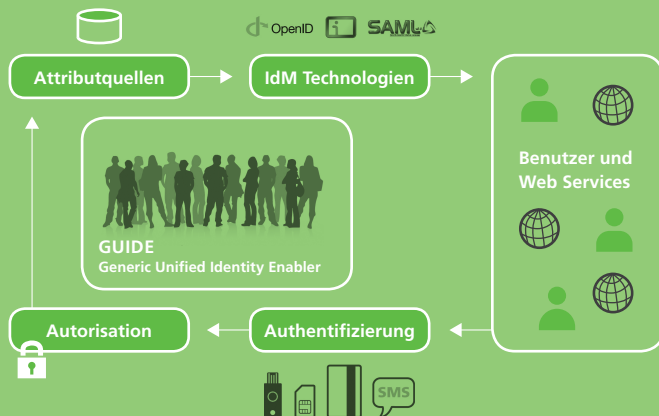 OpenID
SAML
Attributquellen
IdM Technologien
Benutzer und
Web Services
GUIDE
Generic Unified Identity Enabler
Autorisation
Authentifizierung
SMS